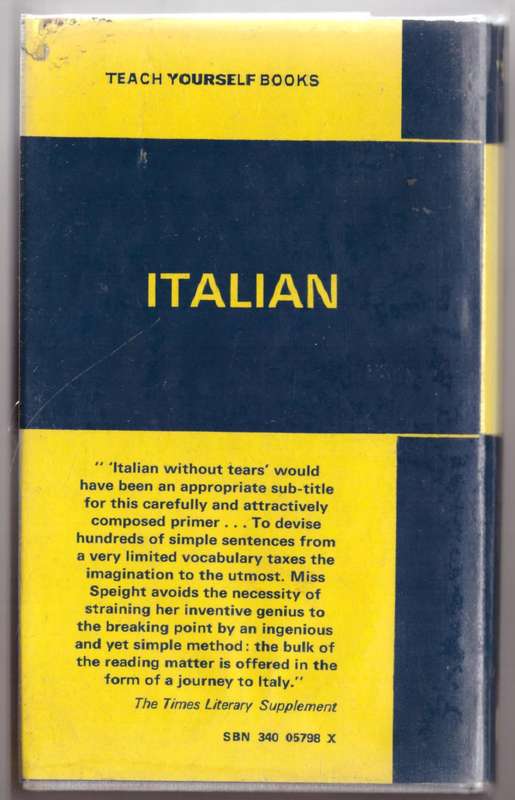 TEACH YOURSELF BOOKS
ITALIAN
“ ‘Italian without tears’ would
have been an appropriate sub-title
for this carefully and attractively
composed primer . . . To devise
hundreds of simple sentences from
a very limited vocabulary taxes the
imagination to the utmost. Miss
Speight avoids the necessity of
straining her inventive genius to
the breaking point by an ingenious
and yet simple method : the bulk of
the reading matter is offered in the
form of a journey to Italy.”
The Times Literary Supplement
SBN 340 05798 X